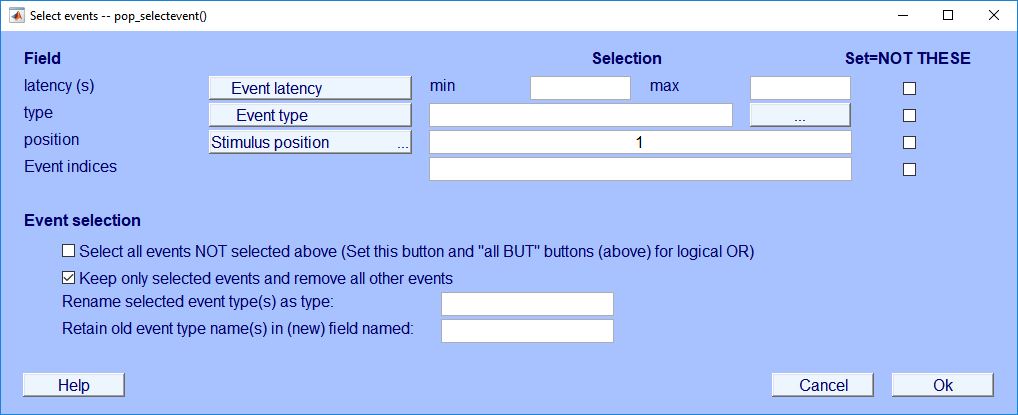 Select events -- pop_selectevent()
Field Selection Set=NOT THESE
latency (s) Event latency min max
type Event type ...
position Stimulus position ... 1
Event indices
Event selection
Select all events NOT selected above (Set this button and "all BUT" buttons (above) for logical OR)
Keep only selected events and remove all other events
Rename selected event type(s) as type:
Retain old event type name(s) in (new) field named:
Help Cancel Ok